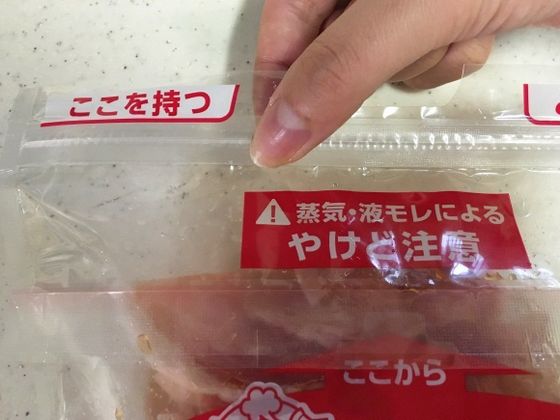 ここを持つ
蒸気・液モレによる
やけど注意
ここから